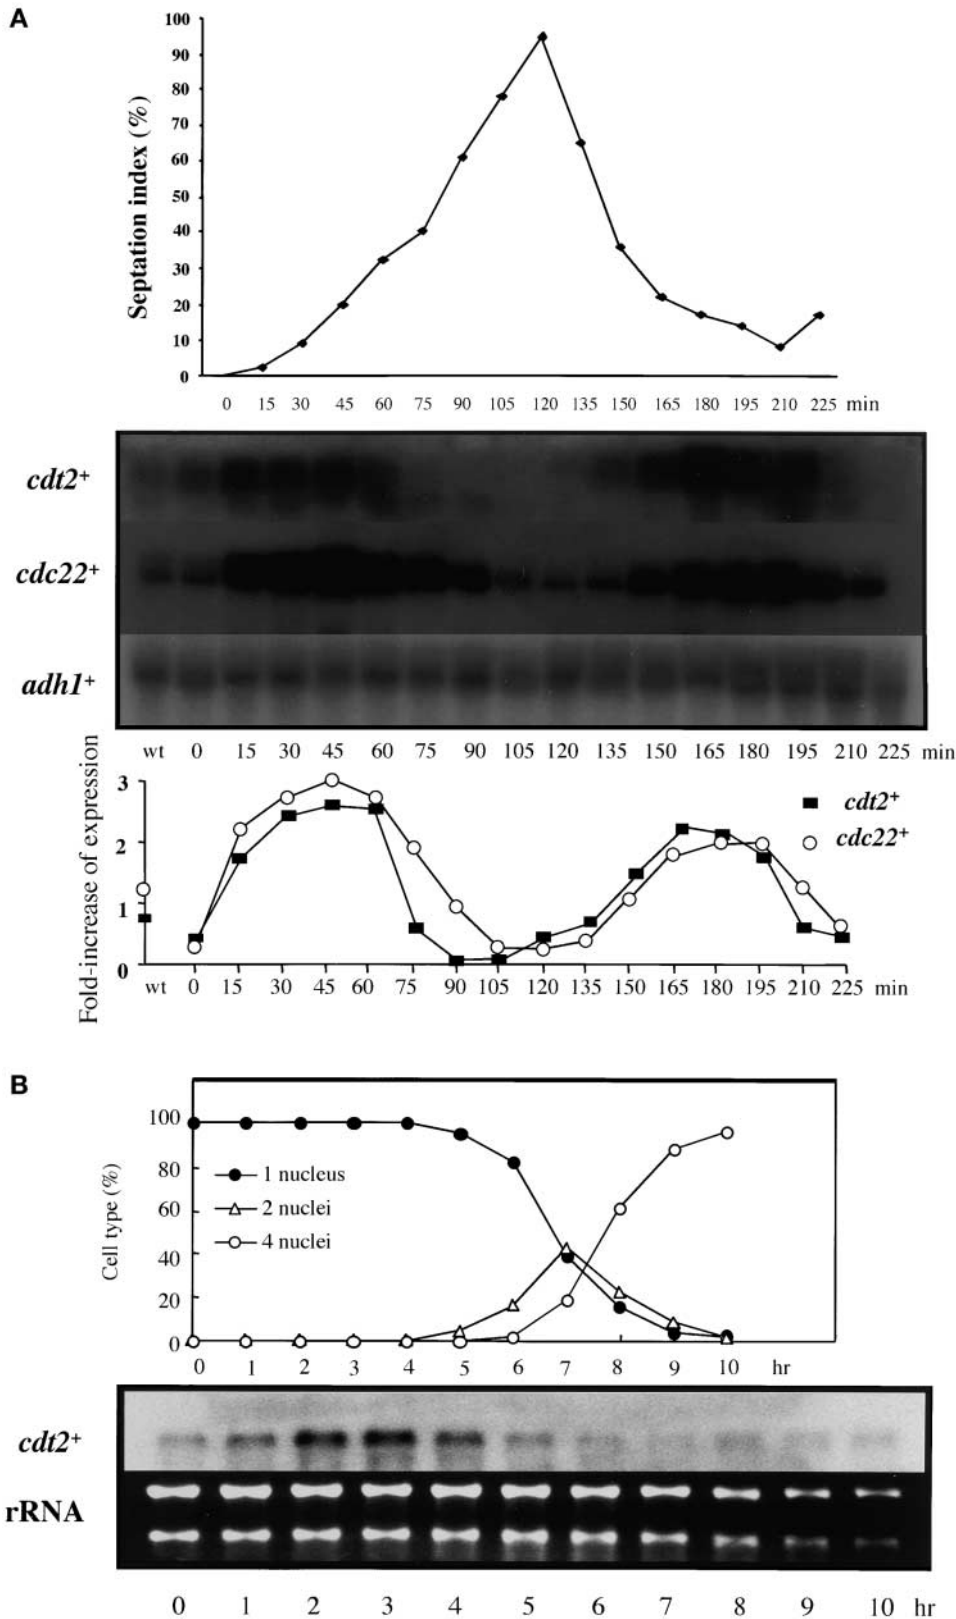 A
Septation index (%)
100
90
80
70
60
50
40
30
20
10
0
0 15 30 45 60 75 90 105 120 135 150 165 180 195 210 225 min
cdt2+
cdc22+
adh1+
wt 0 15 30 45 60 75 90 105 120 135 150 165 180 195 210 225 min
Fold-increase of expression
3
2
1
0
cdt2+
cdc22+
wt 0 15 30 45 60 75 90 105 120 135 150 165 180 195 210 225 min
B
Cell type (%)
100
80
60
40
20
0
1 nucleus
2 nuclei
4 nuclei
0 1 2 3 4 5 6 7 8 9 10 hr
cdt2+
rRNA
0 1 2 3 4 5 6 7 8 9 10 hr